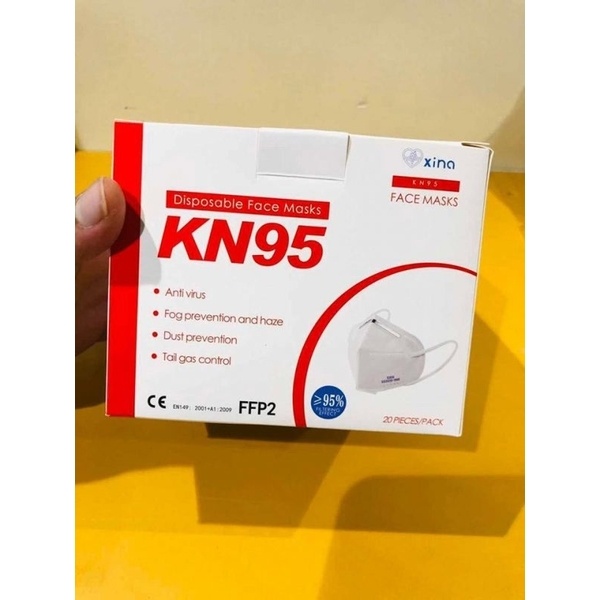 xina
KN95
FACE MASKS
Disposable Face Masks
KN95
• Anti virus
• Fog prevention and haze
• Dust prevention
• Tail gas control
CE EN149: 2001+A1:2009 FFP2
≥95%
FILTERING
EFFECT
20 PIECES/PACK